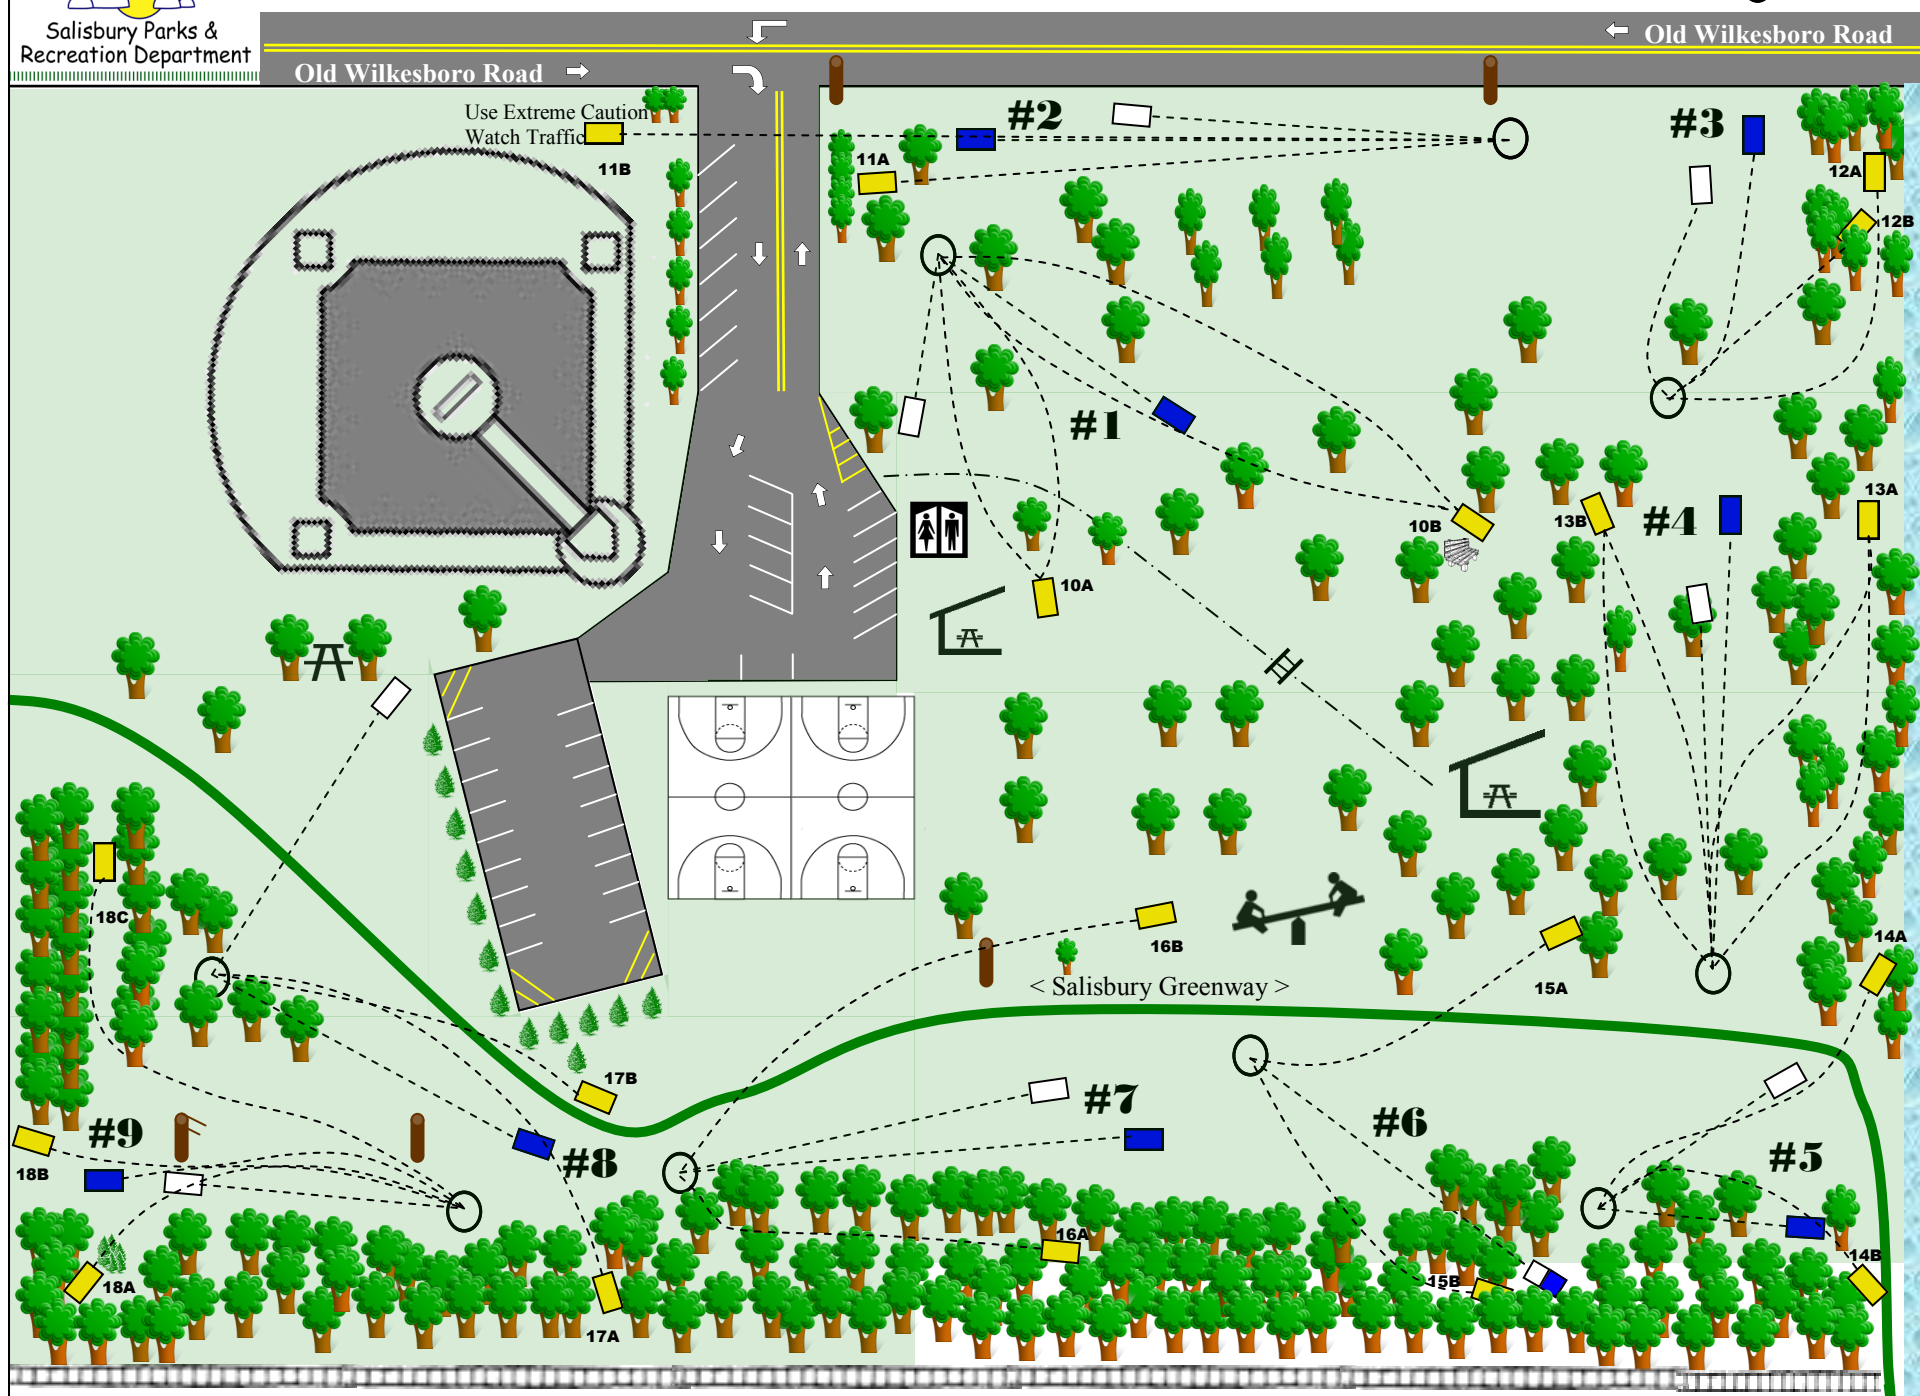 Salisbury Parks &
Recreation Department
Old Wilkesboro Road
Old Wilkesboro Road
Use Extreme Caution
Watch Traffic
11B
11A
#2
#3
12A
12B
#1
10B
13B
#4
13A
10A
18C
16B
15A
14A
< Salisbury Greenway >
17B
#7
#6
#9
#8
#5
18B
16A
14B
15B
18A
17A